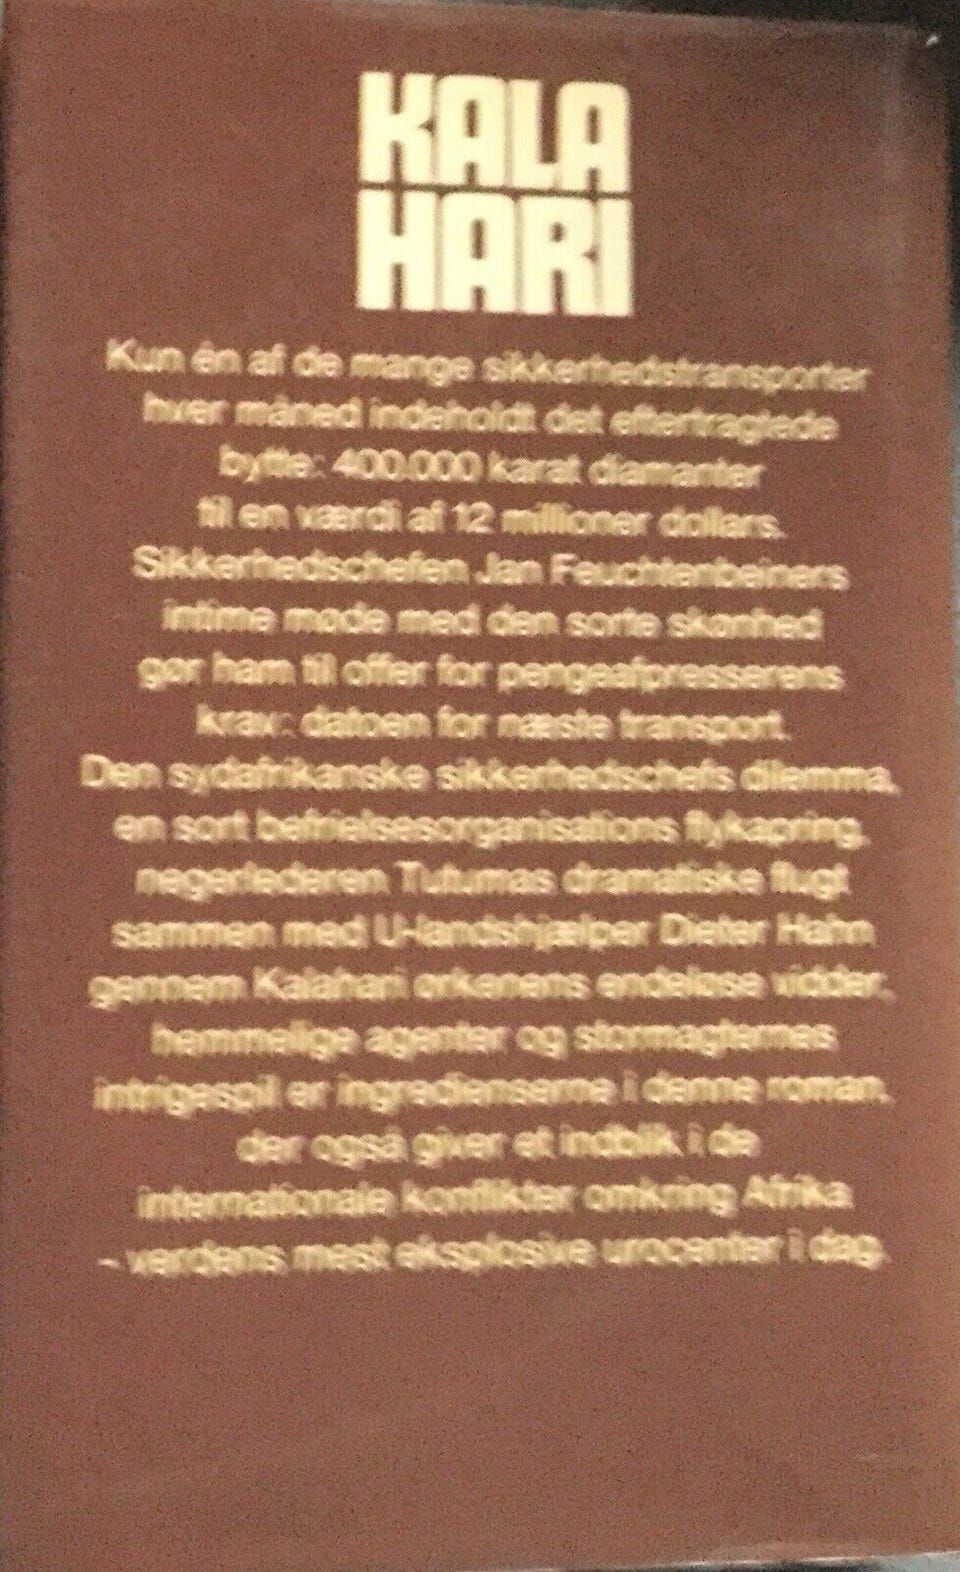 KALA
HARI
Kun én af de mange sikkerhedstransporter
hver måned indeholdt det eftertragtede
bytte: 400.000 karat diamanter
til en værdi af 12 millioner dollars.
Sikkerhedschefen Jan Feuchtenbeiners
intime møde med den sorte skønhed
gør ham til offer for pengeafpresserens
krav: datoen for næste transport.
Den sydafrikanske sikkerhedschefs dilemma,
en sort befrielsesorganisations flykapring,
negerlederen Tutumas dramatiske flugt
sammen med U-landshjælper Dieter Hahn
gennem Kalahari ørkenens endeløse vidder,
hemmelige agenter og stormagternes
intrigespil er ingredienserne i denne roman,
der også giver et indblik i de
internationale konflikter omkring Afrika
- verdens mest eksplosive urocenter i dag.